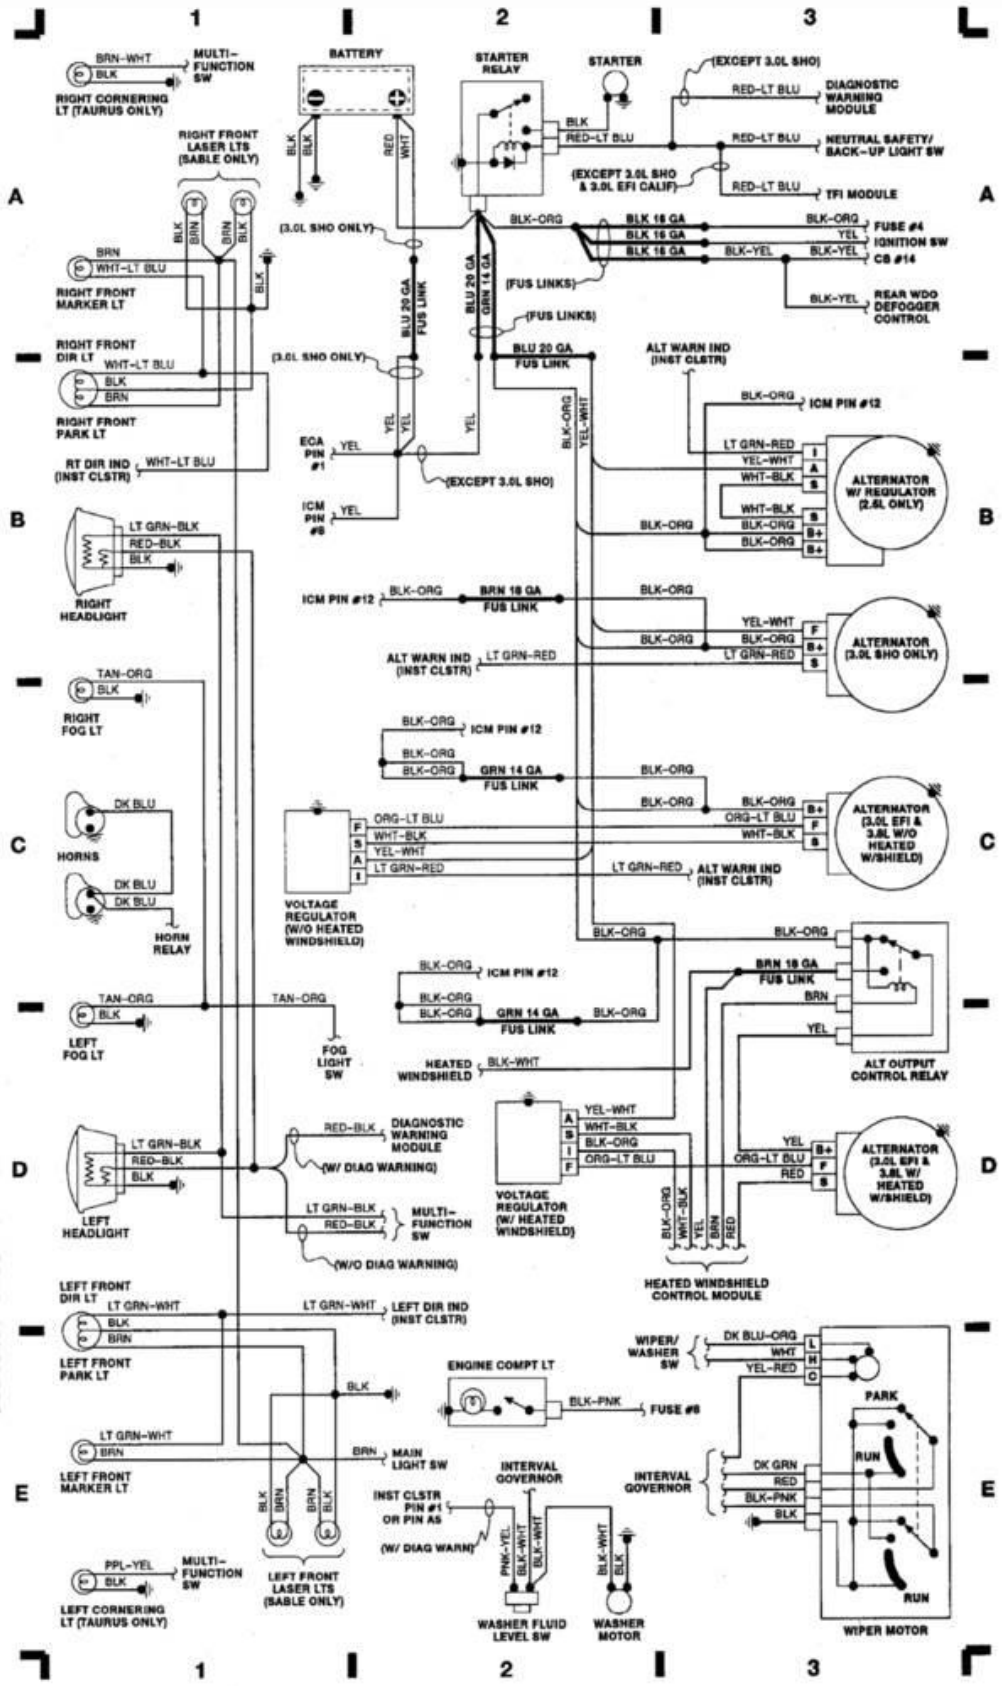 1
2
3
A
A
BRN-WHT
BLK
MULTI-
FUNCTION
SW
RIGHT CORNERING
LT (TAURUS ONLY)
RIGHT FRONT
LASER LTS
(SABLE ONLY)
BLK
BRN
BRN
BLK
BLK
BRN
WHT-LT BLU
RIGHT FRONT
MARKER LT
RIGHT FRONT
DIR LT
WHT-LT BLU
BLK
BRN
RIGHT FRONT
PARK LT
RT DIR IND
(INST CLSTR)
WHT-LT BLU
BATTERY
BLK
BLK
RED
WHT
(3.0L SHO ONLY)
BLU 20 GA
FUS LINK
(3.0L SHO ONLY)
YEL
YEL
YEL
ECA
PIN
#1
YEL
ICM
PIN
#8
YEL
(EXCEPT 3.0L SHO)
STARTER
RELAY
STARTER
BLK
RED-LT BLU
(EXCEPT 3.0L SHO)
RED-LT BLU
DIAGNOSTIC
WARNING
MODULE
RED-LT BLU
NEUTRAL SAFETY/
BACK-UP LIGHT SW
(EXCEPT 3.0L SHO
& 3.0L EFI CALIF)
RED-LT BLU
TFI MODULE
BLK-ORG
BLK 16 GA
BLK 16 GA
BLK 16 GA
BLK-ORG
FUSE #4
YEL
IGNITION SW
BLK-YEL
BLK-YEL
CB #14
(FUS LINKS)
BLK-YEL
REAR WDO
DEFOGGER
CONTROL
BLU 20 GA
GRN 14 GA
(FUS LINKS)
BLU 20 GA
FUS LINK
ALT WARN IND
(INST CLSTR)
BLK-ORG
YEL-WHT
BLK-ORG
ICM PIN #12
LT GRN-RED
YEL-WHT
WHT-BLK
WHT-BLK
BLK-ORG
BLK-ORG
BLK-ORG
I
A
S
S
B+
B+
ALTERNATOR
W/ REGULATOR
(2.5L ONLY)
B
B
LT GRN-BLK
RED-BLK
BLK
RIGHT
HEADLIGHT
ICM PIN #12
BLK-ORG
BRN 18 GA
FUS LINK
BLK-ORG
YEL-WHT
BLK-ORG
BLK-ORG
LT GRN-RED
F
B+
S
ALTERNATOR
(3.0L SHO ONLY)
ALT WARN IND
(INST CLSTR)
LT GRN-RED
TAN-ORG
BLK
RIGHT
FOG LT
BLK-ORG
ICM PIN #12
BLK-ORG
BLK-ORG
GRN 14 GA
FUS LINK
BLK-ORG
BLK-ORG
BLK-ORG
ORG-LT BLU
WHT-BLK
B+
F
S
ALTERNATOR
(3.0L EFI &
3.8L W/O
HEATED
W/SHIELD)
C
C
DK BLU
HORNS
DK BLU
DK BLU
HORN
RELAY
F
S
A
I
ORG-LT BLU
WHT-BLK
YEL-WHT
LT GRN-RED
LT GRN-RED
ALT WARN IND
(INST CLSTR)
VOLTAGE
REGULATOR
(W/O HEATED
WINDSHIELD)
BLK-ORG
BLK-ORG
BRN 18 GA
FUS LINK
BRN
YEL
ALT OUTPUT
CONTROL RELAY
BLK-ORG
ICM PIN #12
BLK-ORG
BLK-ORG
GRN 14 GA
FUS LINK
BLK-ORG
HEATED
WINDSHIELD
BLK-WHT
TAN-ORG
BLK
TAN-ORG
LEFT
FOG LT
FOG
LIGHT
SW
A
S
I
F
YEL-WHT
WHT-BLK
BLK-ORG
ORG-LT BLU
VOLTAGE
REGULATOR
(W/ HEATED
WINDSHIELD)
YEL
ORG-LT BLU
RED
B+
F
S
ALTERNATOR
(3.0L EFI &
3.8L W/
HEATED
W/SHIELD)
D
D
BLK-ORG
WHT-BLK
YEL
BRN
RED
HEATED WINDSHIELD
CONTROL MODULE
LT GRN-BLK
RED-BLK
BLK
LEFT
HEADLIGHT
RED-BLK
DIAGNOSTIC
WARNING
MODULE
(W/ DIAG WARNING)
LT GRN-BLK
RED-BLK
MULTI-
FUNCTION
SW
(W/O DIAG WARNING)
LEFT FRONT
DIR LT
LT GRN-WHT
BLK
BRN
LEFT FRONT
PARK LT
LT GRN-WHT
LEFT DIR IND
(INST CLSTR)
BLK
LT GRN-WHT
BRN
LEFT FRONT
MARKER LT
BRN
MAIN
LIGHT SW
BLK
BRN
BRN
BLK
LEFT FRONT
LASER LTS
(SABLE ONLY)
PPL-YEL
BLK
MULTI-
FUNCTION
SW
LEFT CORNERING
LT (TAURUS ONLY)
ENGINE COMPT LT
BLK-PNK
FUSE #8
INTERVAL
GOVERNOR
INST CLSTR
PIN #1
OR PIN A5
(W/ DIAG WARN)
PNK-YEL
BLK-WHT
BLK-WHT
BLK-WHT
BLK
WASHER FLUID
LEVEL SW
WASHER
MOTOR
WIPER/
WASHER
SW
DK BLU-ORG
WHT
YEL-RED
L
H
C
PARK
RUN
INTERVAL
GOVERNOR
DK GRN
RED
BLK-PNK
BLK
RUN
WIPER MOTOR
E
E
1
2
3